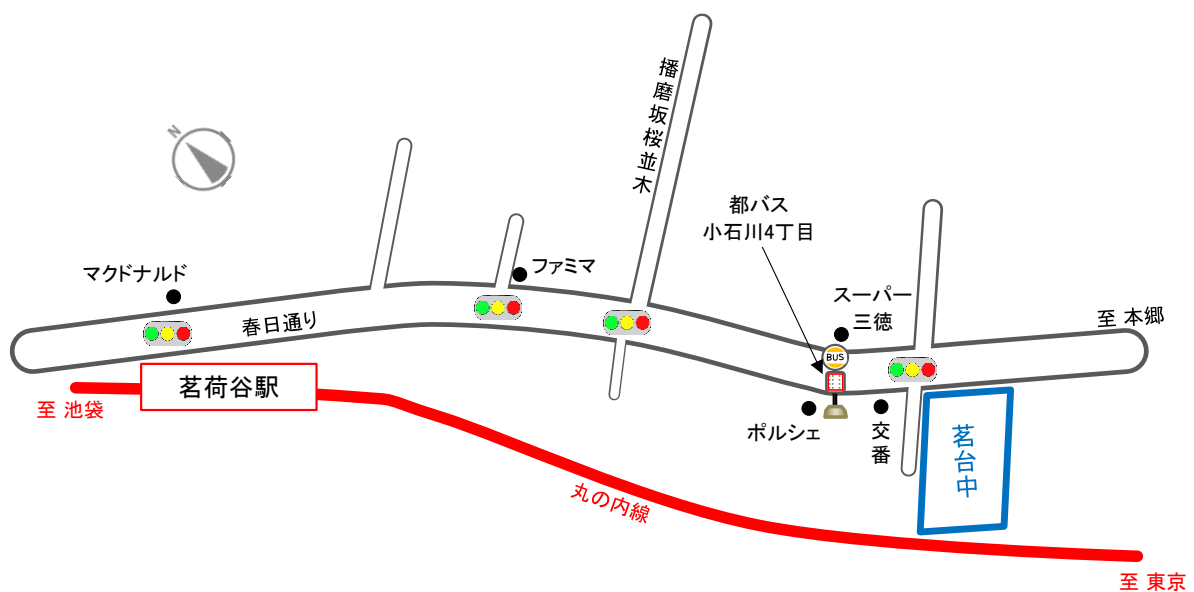 播磨坂桜並木
N
都バス
小石川4丁目
マクドナルド
ファミマ
スーパー
三徳
至 本郷
春日通り
BUS
茗荷谷駅
至 池袋
ポルシェ
交番
茗台中
丸の内線
至 東京